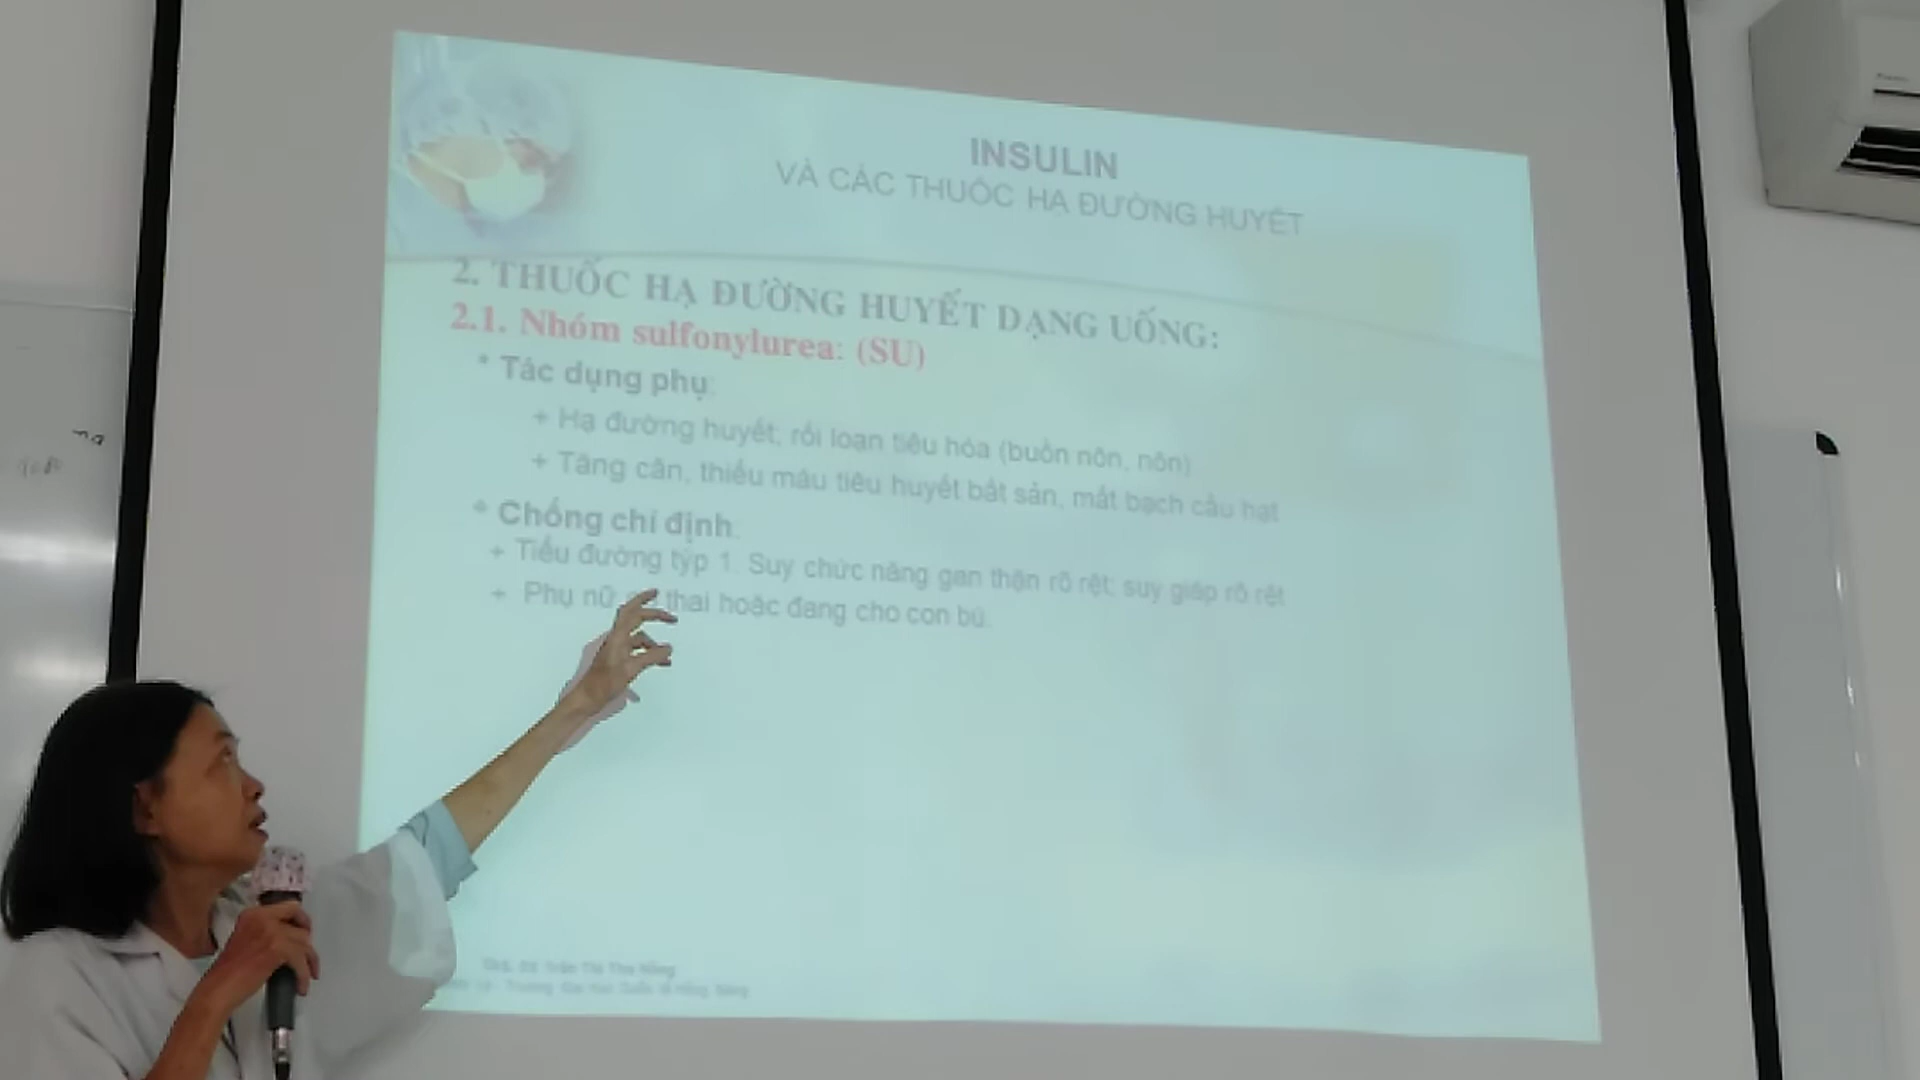 INSULIN
VÀ CÁC THUỐC HẠ ĐƯỜNG HUYẾT
2. THUỐC HẠ ĐƯỜNG HUYẾT DẠNG UỐNG:
2.1. Nhóm sulfonylurea: (SU)
* Tác dụng phụ:
+ Hạ đường huyết; rối loạn tiêu hóa (buồn nôn, nôn)
+ Tăng cân, thiếu máu tiêu huyết bất sản, mất bạch cầu hạt
* Chống chỉ định:
+ Tiểu đường týp 1. Suy chức năng gan thận rõ rệt; suy giáp rõ rệt
+ Phụ nữ thai hoặc đang cho con bú.